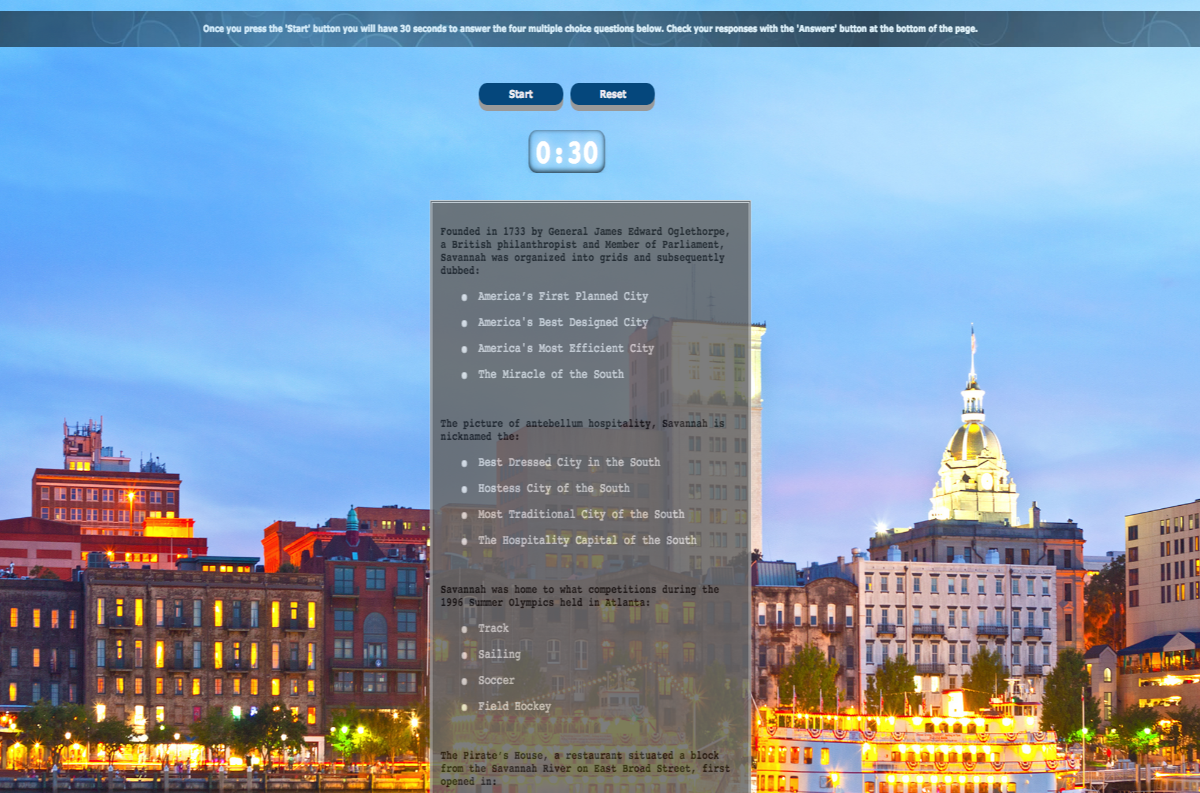 Once you press the 'Start' button you will have 30 seconds to answer the four multiple choice questions below. Check your responses with the 'Answers' button at the bottom of the page.
Start Reset
0:30
Founded in 1733 by General James Edward Oglethorpe,
a British philanthropist and Member of Parliament,
Savannah was organized into grids and subsequently
dubbed:
America's First Planned City
America's Best Designed City
America's Most Efficient City
The Miracle of the South
The picture of antebellum hospitality, Savannah is
nicknamed the:
Best Dressed City in the South
Hostess City of the South
Most Traditional City of the South
The Hospitality Capital of the South
Savannah was home to what competitions during the
1996 Summer Olympics held in Atlanta:
Track
Sailing
Soccer
Field Hockey
The Pirate's House, a restaurant situated a block
from the Savannah River on East Broad Street, first
opened in: